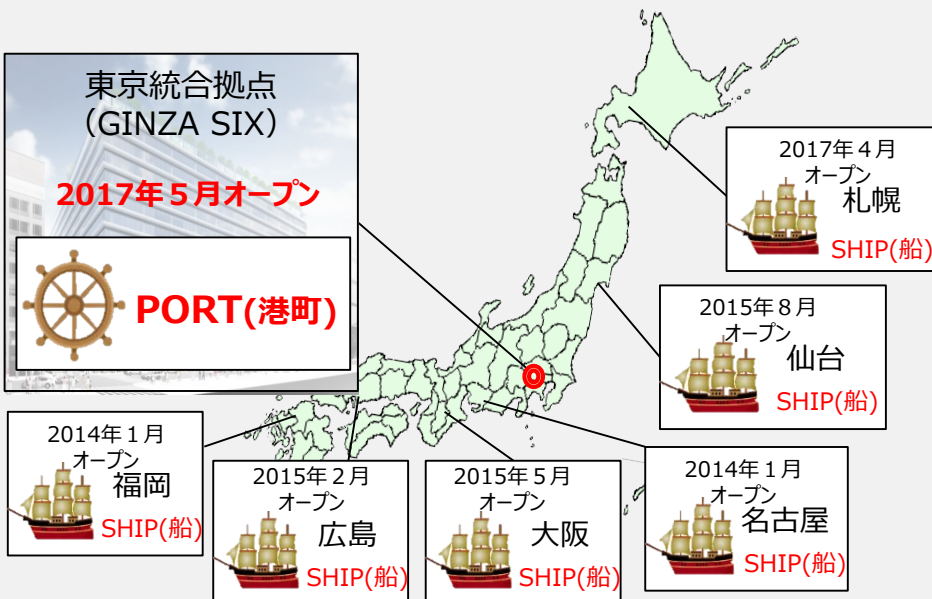 東京統合拠点
（GINZA SIX）
2017年５月オープン
PORT(港町)
2017年４月
オープン
札幌
SHIP(船)
2015年８月
オープン
仙台
SHIP(船)
2014年１月
オープン
福岡
SHIP(船)
2015年２月
オープン
広島
SHIP(船)
2015年５月
オープン
大阪
SHIP(船)
2014年１月
オープン
名古屋
SHIP(船)